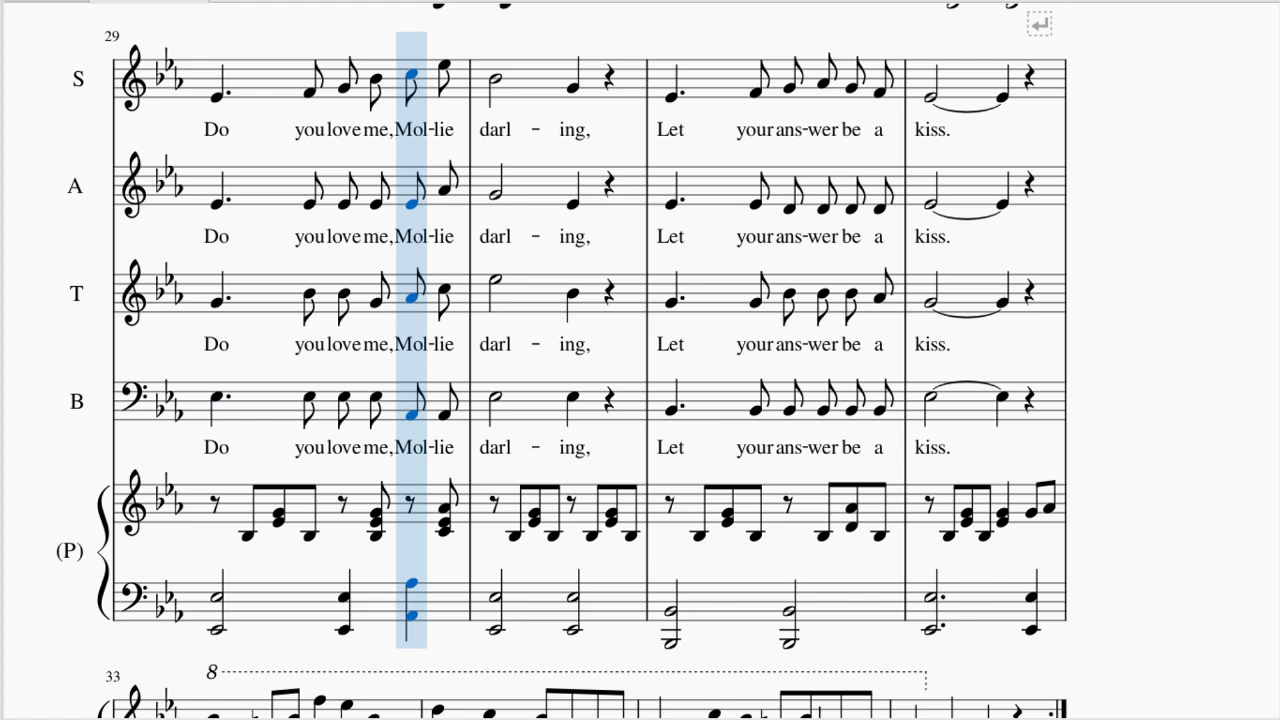 29
S
Do you love me, Mol-lie darl - ing, Let your ans-wer be a kiss.
A
Do you love me, Mol-lie darl - ing, Let your ans-wer be a kiss.
T
Do you love me, Mol-lie darl - ing, Let your ans-wer be a kiss.
B
Do you love me, Mol-lie darl - ing, Let your ans-wer be a kiss.
(P)
8
33